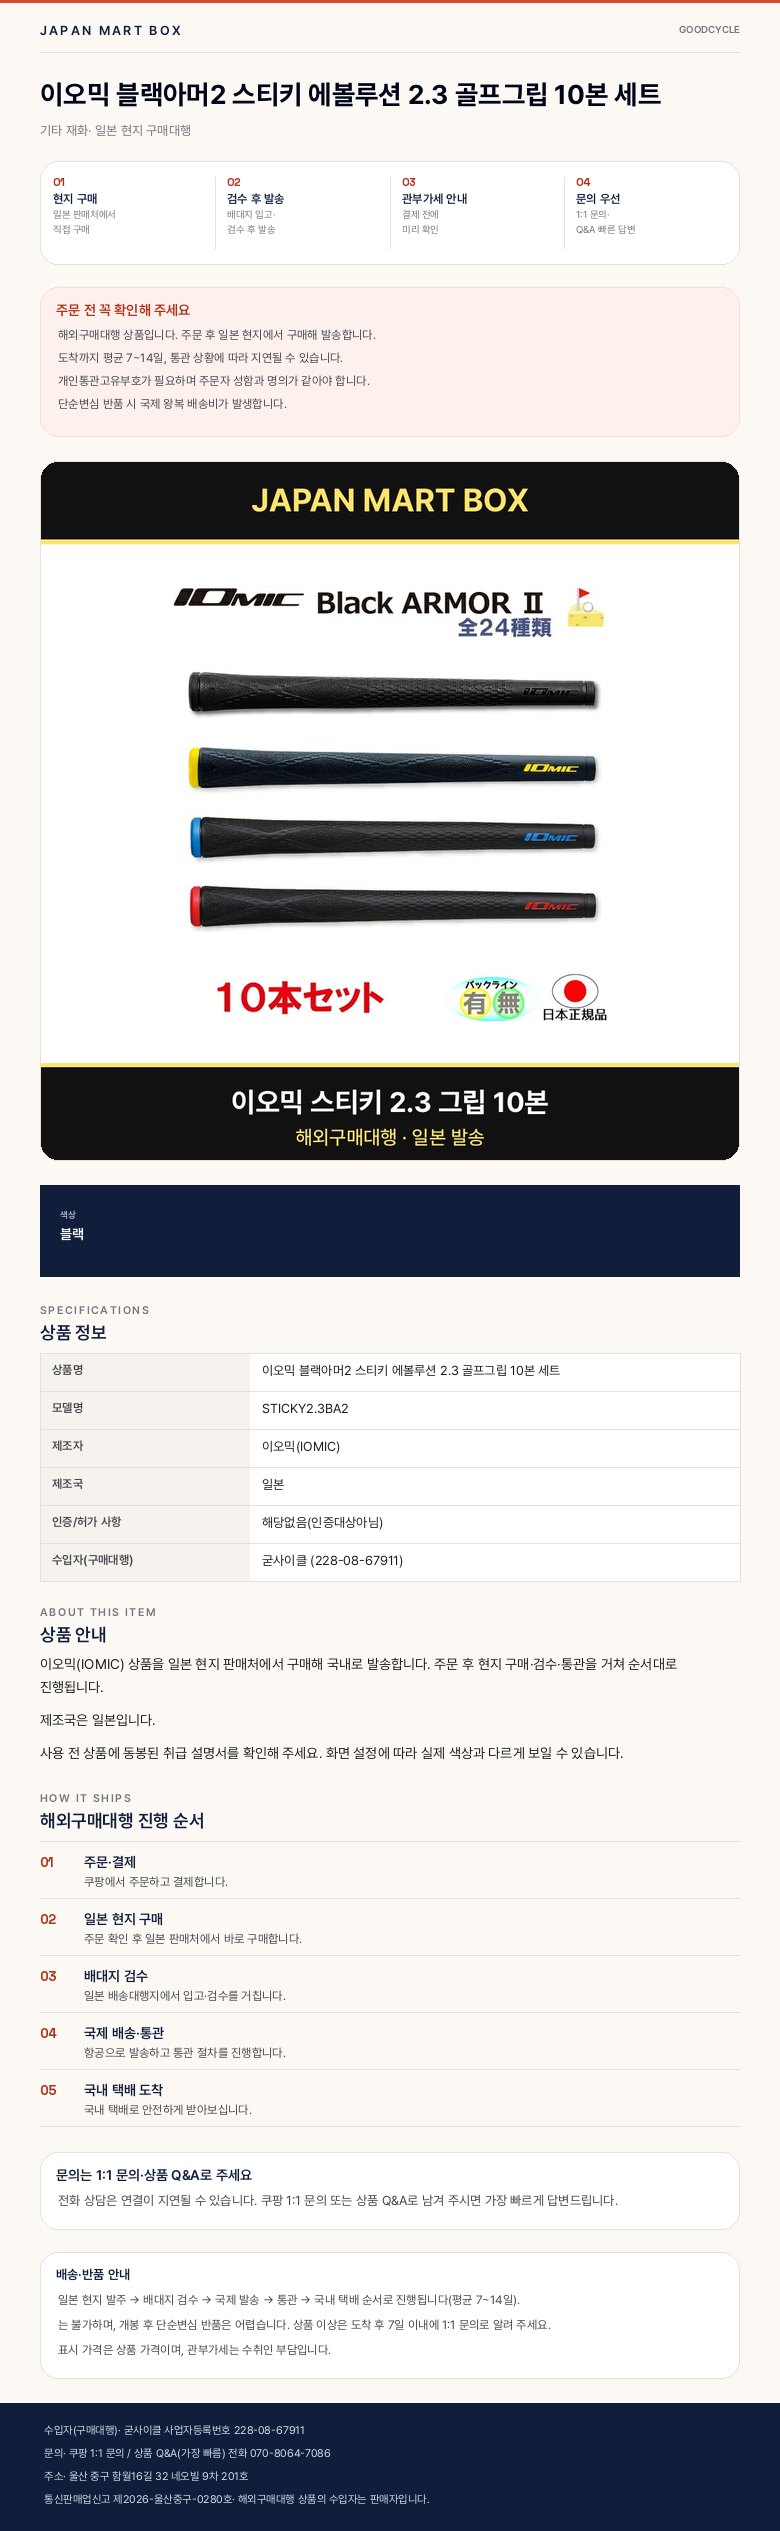 JAPAN MART BOX
GOODCYCLE
이오믹 블랙아머2 스티키 에볼루션 2.3 골프그립 10본 세트
기타 재화· 일본 현지 구매대행
01
현지 구매
일본 판매처에서
직접 구매
02
검수 후 발송
배대지 입고·
검수 후 발송
03
관부가세 안내
결제 전에
미리 확인
04
문의 우선
1:1 문의·
Q&A 빠른 답변
주문 전 꼭 확인해 주세요
해외구매대행 상품입니다. 주문 후 일본 현지에서 구매해 발송합니다.
도착까지 평균 7~14일, 통관 상황에 따라 지연될 수 있습니다.
개인통관고유부호가 필요하며 주문자 성함과 명의가 같아야 합니다.
단순변심 반품 시 국제 왕복 배송비가 발생합니다.
JAPAN MART BOX
IOMIC Black ARMOR Ⅱ
全24種類
IOMIC
IOMIC
IOMIC
IOMIC
10本セット
バックライン
有 無
日本正規品
이오믹 스티키 2.3 그립 10본
해외구매대행 · 일본 발송
색상
블랙
SPECIFICATIONS
상품 정보
상품명 이오믹 블랙아머2 스티키 에볼루션 2.3 골프그립 10본 세트
모델명 STICKY2.3BA2
제조자 이오믹(IOMIC)
제조국 일본
인증/허가 사항 해당없음(인증대상아님)
수입자(구매대행) 굳사이클 (228-08-67911)
ABOUT THIS ITEM
상품 안내
이오믹(IOMIC) 상품을 일본 현지 판매처에서 구매해 국내로 발송합니다. 주문 후 현지 구매·검수·통관을 거쳐 순서대로
진행됩니다.
제조국은 일본입니다.
사용 전 상품에 동봉된 취급 설명서를 확인해 주세요. 화면 설정에 따라 실제 색상과 다르게 보일 수 있습니다.
HOW IT SHIPS
해외구매대행 진행 순서
01 주문·결제
쿠팡에서 주문하고 결제합니다.
02 일본 현지 구매
주문 확인 후 일본 판매처에서 바로 구매합니다.
03 배대지 검수
일본 배송대행지에서 입고·검수를 거칩니다.
04 국제 배송·통관
항공으로 발송하고 통관 절차를 진행합니다.
05 국내 택배 도착
국내 택배로 안전하게 받아보십니다.
문의는 1:1 문의·상품 Q&A로 주세요
전화 상담은 연결이 지연될 수 있습니다. 쿠팡 1:1 문의 또는 상품 Q&A로 남겨 주시면 가장 빠르게 답변드립니다.
배송·반품 안내
일본 현지 발주 → 배대지 검수 → 국제 발송 → 통관 → 국내 택배 순서로 진행됩니다(평균 7~14일).
는 불가하며, 개봉 후 단순변심 반품은 어렵습니다. 상품 이상은 도착 후 7일 이내에 1:1 문의로 알려 주세요.
표시 가격은 상품 가격이며, 관부가세는 수취인 부담입니다.
수입자(구매대행)· 굳사이클 사업자등록번호 228-08-67911
문의· 쿠팡 1:1 문의 / 상품 Q&A(가장 빠름) 전화 070-8064-7086
주소· 울산 중구 함월16길 32 네오빌 9차 201호
통신판매업신고 제2026-울산중구-0280호· 해외구매대행 상품의 수입자는 판매자입니다.